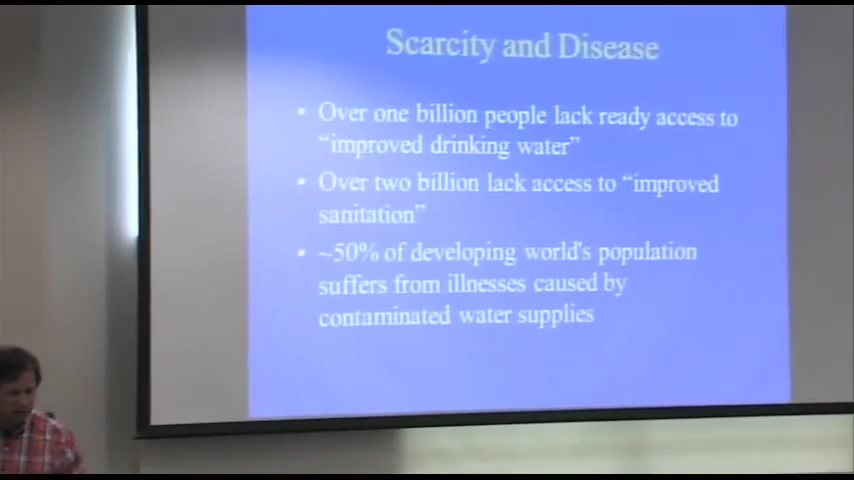 Scarcity and Disease
• Over one billion people lack ready access to
"improved drinking water"
• Over two billion lack access to "improved
sanitation"
• ~50% of developing world's population
suffers from illnesses caused by
contaminated water supplies